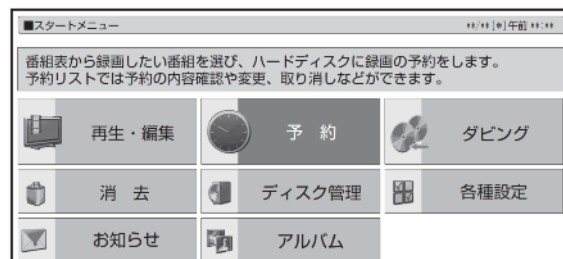 ■スタートメニュー **/**[*]午前**:**
番組表から録画したい番組を選び、ハードディスクに録画の予約をします。
予約リストでは予約の内容確認や変更、取り消しなどができます。
再生・編集 予 約 ダビング
消 去 ディスク管理 各種設定
お知らせ アルバム